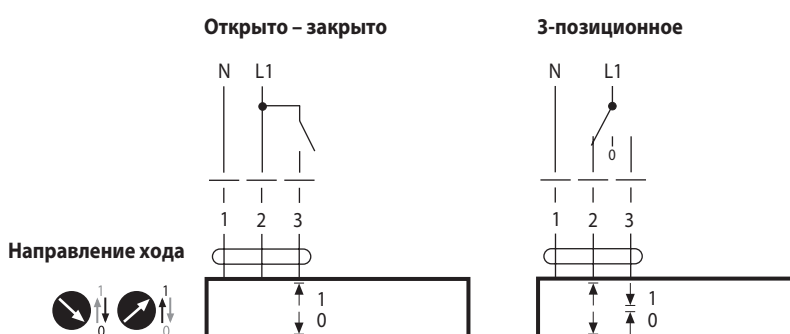 Открыто – закрыто
3-позиционное
N L1
N L1
0
1 2 3
1 2 3
Направление хода
1 1
0 0
1
0
1
0